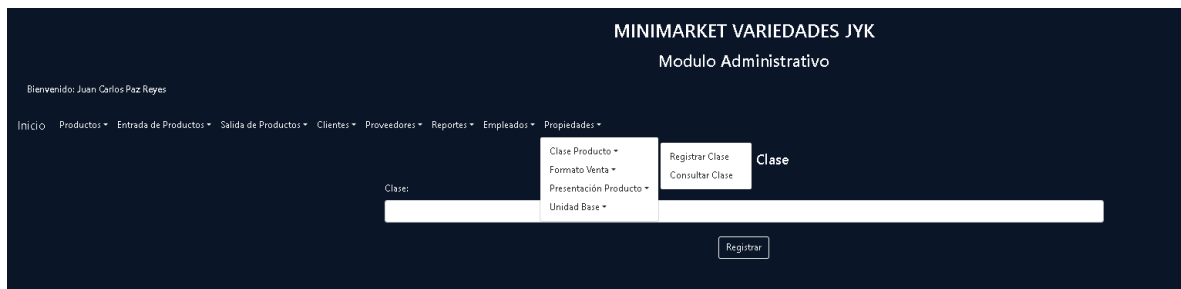 MINIMARKET VARIEDADES JYK
Modulo Administrativo
Bienvenido: Juan Carlos Paz Reyes
Inicio Productos Entrada de Productos Salida de Productos Clientes Proveedores Reportes Empleados Propiedades
Clase Producto
Formato Venta
Presentación Producto
Unidad Base
Registrar Clase
Consultar Clase
Clase
Clase:
Registrar